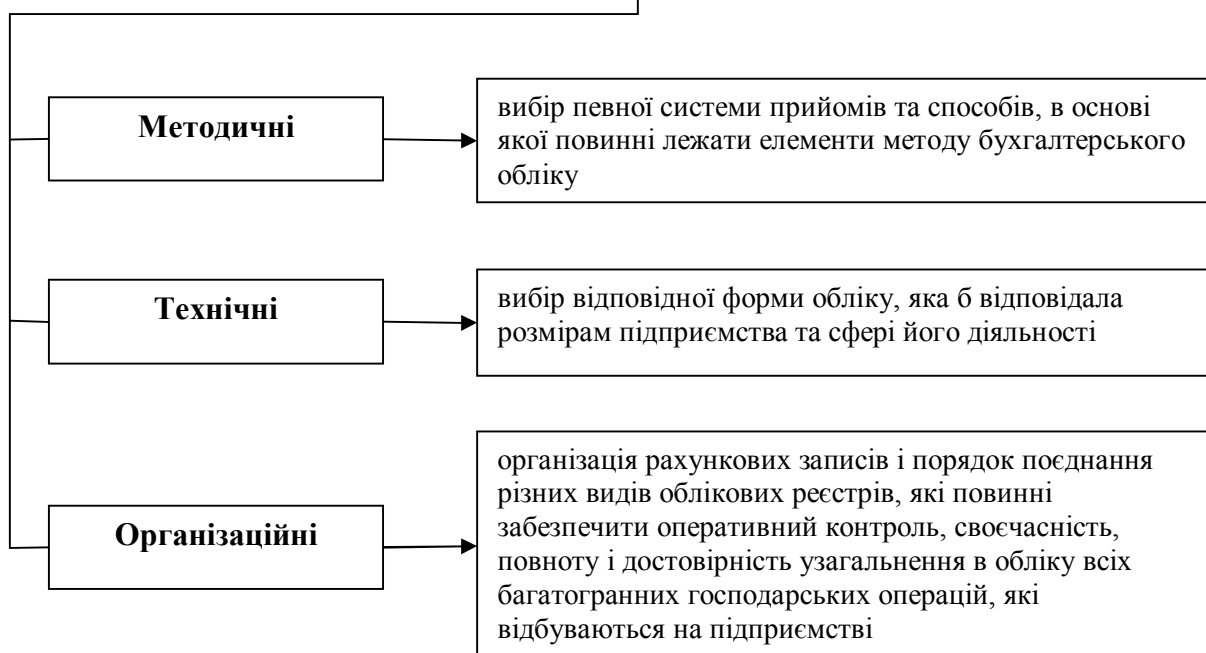 Методичні
вибір певної системи прийомів та способів, в основі
якої повинні лежати елементи методу бухгалтерського
обліку
Технічні
вибір відповідної форми обліку, яка б відповідала
розмірам підприємства та сфері його діяльності
Організаційні
організація рахункових записів і порядок поєднання
різних видів облікових реєстрів, які повинні
забезпечити оперативний контроль, своєчасність,
повноту і достовірність узагальнення в обліку всіх
багатогранних господарських операцій, які
відбуваються на підприємстві